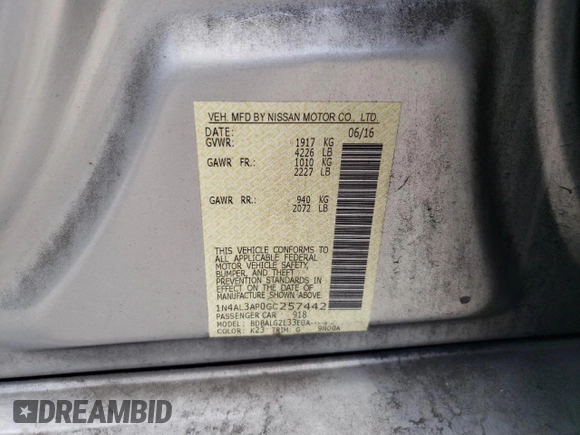 VEH. MFD BY NISSAN MOTOR CO., LTD.
DATE: 06/16
GVWR: 1917 KG
4226 LB
GAWR FR: 1010 KG
2227 LB
GAWR RR: 940 KG
2072 LB
THIS VEHICLE CONFORMS TO
ALL APPLICABLE FEDERAL
MOTOR VEHICLE SAFETY,
BUMPER, AND THEFT
PREVENTION STANDARDS IN
EFFECT ON THE DATE OF
MANUFACTURE SHOWN ABOVE.
1N4AL3AP0GC257442
PASSENGER CAR 918
MODEL:
COLOR: K23 TRIM: G
DREAMBID